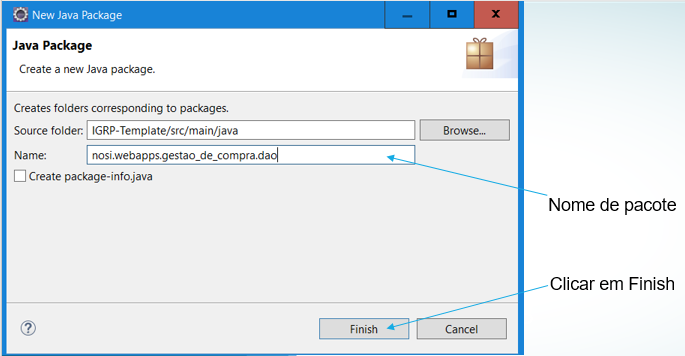 New Java Package
Java Package
Create a new Java package.
Creates folders corresponding to packages.
Source folder: IGRP-Template/src/main/java Browse...
Name: nosi.webapps.gestao_de_compra.dao
Create package-info.java
Nome de pacote
Clicar em Finish
? Finish Cancel